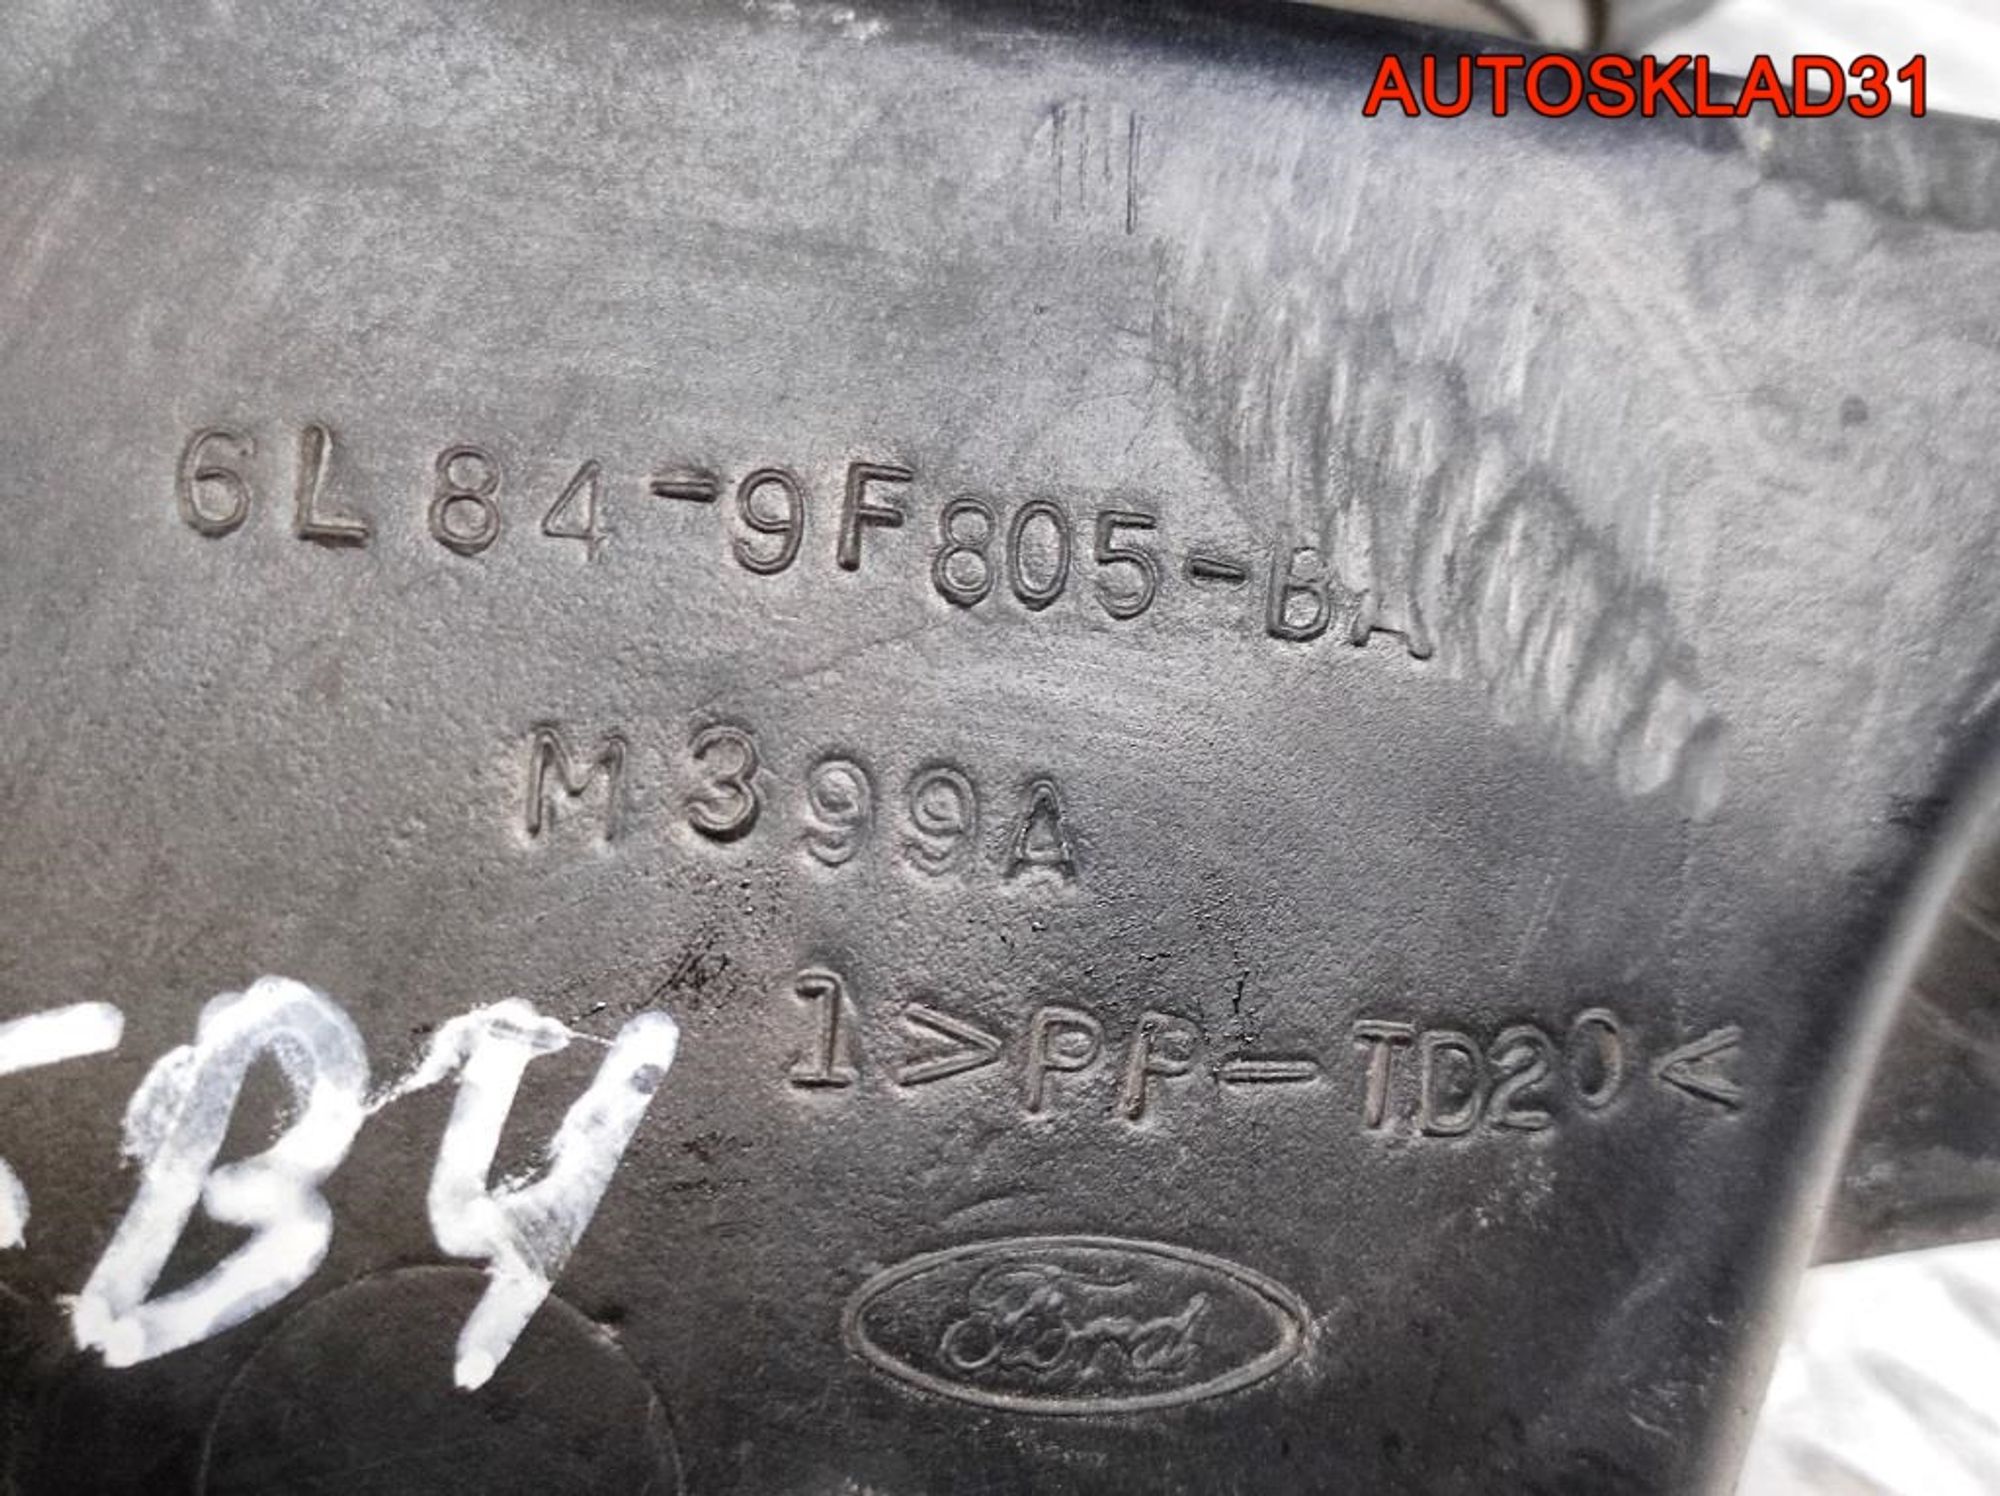 AUTOSKLAD31
6L84-9F805-BA
M399A
1>PP-TD20<
Ford